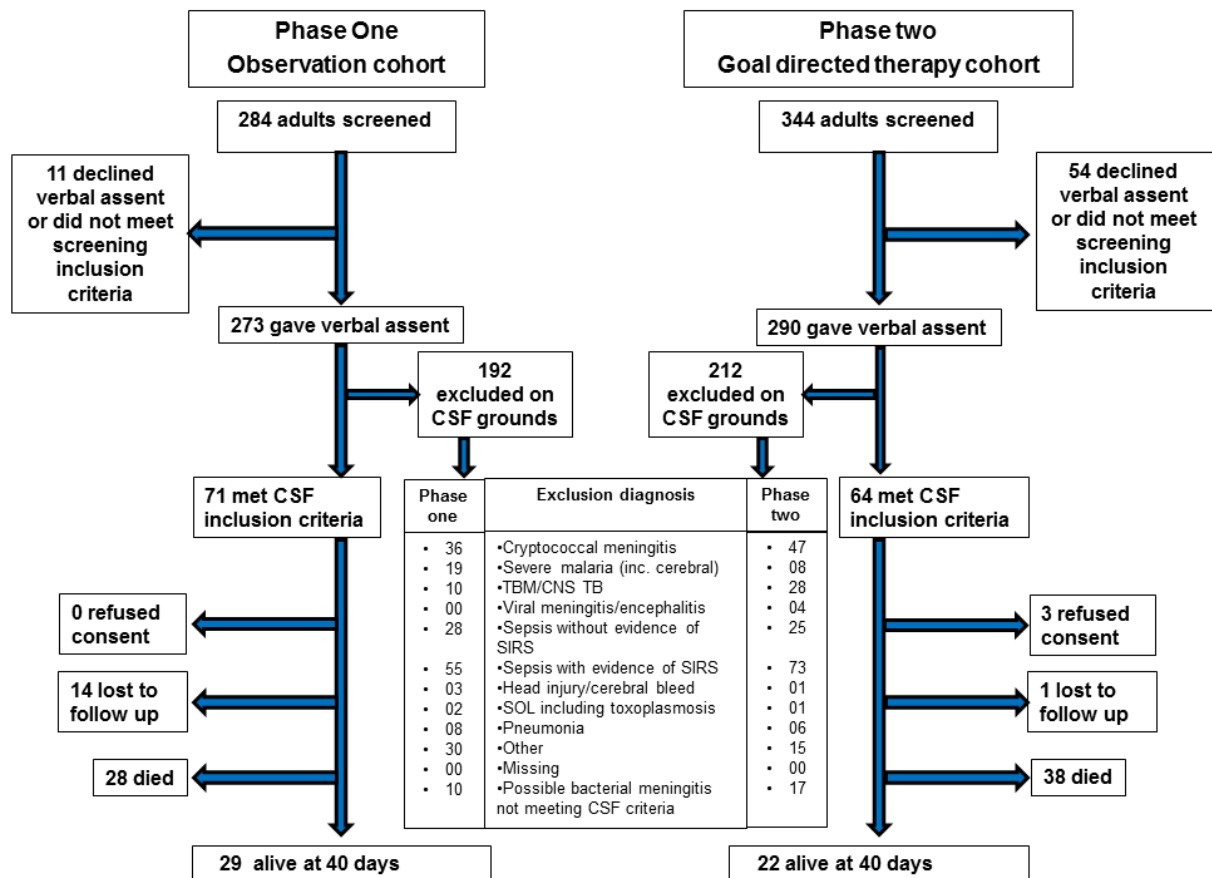 Phase One
Observation cohort
Phase two
Goal directed therapy cohort
284 adults screened
344 adults screened
11 declined
verbal assent
or did not meet
screening
inclusion
criteria
54 declined
verbal assent
or did not meet
screening
inclusion
criteria
273 gave verbal assent
290 gave verbal assent
192
excluded on
CSF grounds
212
excluded on
CSF grounds
71 met CSF
inclusion criteria
64 met CSF
inclusion criteria
Phase
one
Exclusion diagnosis
Phase
two
• 36 •Cryptococcal meningitis • 47
• 19 •Severe malaria (inc. cerebral) • 08
• 10 •TBM/CNS TB • 28
• 00 •Viral meningitis/encephalitis • 04
• 28 •Sepsis without evidence of • 25
SIRS
• 55 •Sepsis with evidence of SIRS • 73
• 03 •Head injury/cerebral bleed • 01
• 02 •SOL including toxoplasmosis • 01
• 08 •Pneumonia • 06
• 30 •Other • 15
• 00 •Missing • 00
• 10 •Possible bacterial meningitis • 17
not meeting CSF criteria
0 refused
consent
3 refused
consent
14 lost to
follow up
1 lost to
follow up
28 died
38 died
29 alive at 40 days
22 alive at 40 days